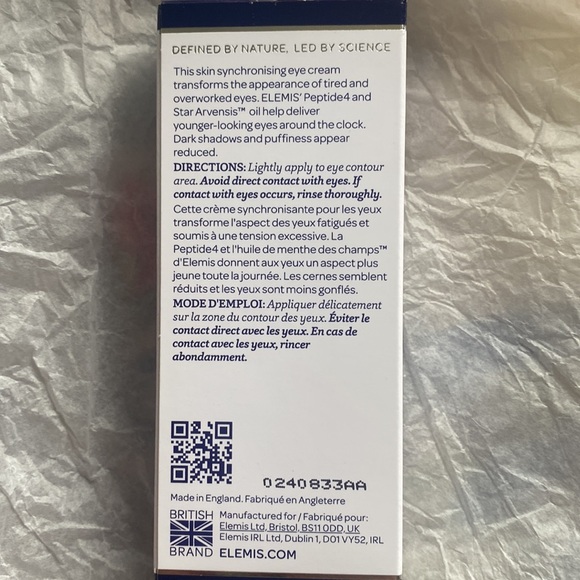 DEFINED BY NATURE, LED BY SCIENCE
This skin synchronising eye cream
transforms the appearance of tired and
overworked eyes. ELEMIS' Peptide4 and
Star Arvensis™ oil help deliver
younger-looking eyes around the clock.
Dark shadows and puffiness appear
reduced.
DIRECTIONS: Lightly apply to eye contour
area. Avoid direct contact with eyes. If
contact with eyes occurs, rinse thoroughly.
Cette crème synchronisante pour les yeux
transforme l'aspect des yeux fatigués et
soumis à une tension excessive. La
Peptide4 et l'huile de menthe des champs™
d'Elemis donnent aux yeux un aspect plus
jeune toute la journée. Les cernes semblent
réduits et les yeux sont moins gonflés.
MODE D'EMPLOI: Appliquer délicatement
sur la zone du contour des yeux. Éviter le
contact direct avec les yeux. En cas de
contact avec les yeux, rincer
abondamment.
0240833AA
Made in England. Fabriqué en Angleterre
BRITISH
BRAND
Manufactured for / Fabriqué pour:
Elemis Ltd, Bristol, BS11 0DD, UK
Elemis IRL Ltd, Dublin 1, D01 VY52, IRL
ELEMIS.COM